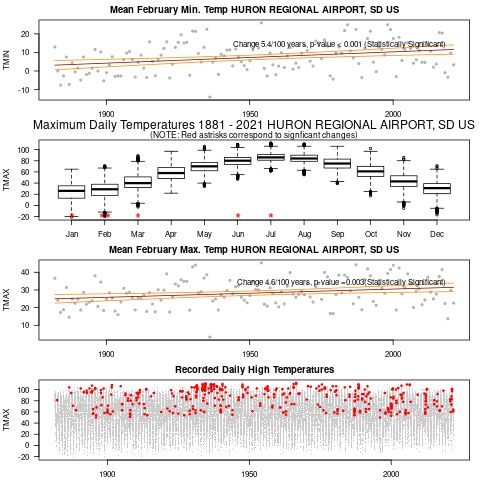 Mean February Min. Temp HURON REGIONAL AIRPORT, SD US
Change 5.4/100 years, p-value < 0.001 (Statistically Significant)
TMIN
20
10
0
-10
1900
1950
2000
Maximum Daily Temperatures 1881 - 2021 HURON REGIONAL AIRPORT, SD US
(NOTE: Red astrisks correspond to signficant changes)
TMAX
100
80
60
40
20
0
-20
Jan Feb Mar Apr May Jun Jul Aug Sep Oct Nov Dec
Mean February Max. Temp HURON REGIONAL AIRPORT, SD US
Change 4.6/100 years, p-value =0.003(Statistically Significant)
TMAX
40
30
20
10
1900
1950
2000
Recorded Daily High Temperatures
TMAX
100
80
60
40
20
0
-20
1900
1950
2000